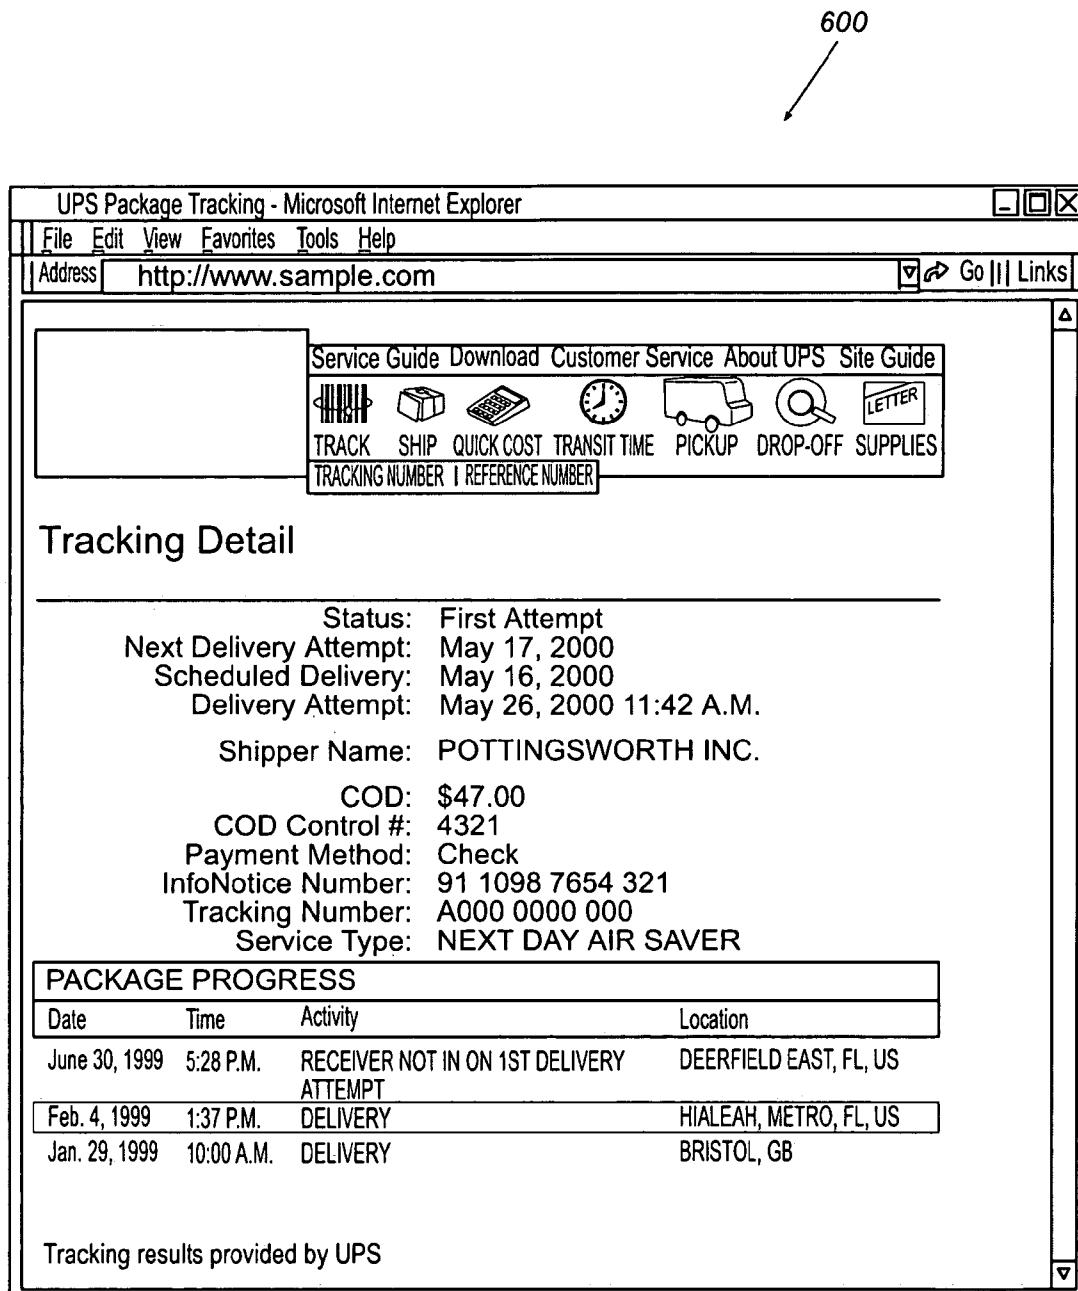 600
UPS Package Tracking - Microsoft Internet Explorer
File Edit View Favorites Tools Help
Address http://www.sample.com Go Links
Service Guide Download Customer Service About UPS Site Guide
LETTER
TRACK SHIP QUICK COST TRANSIT TIME PICKUP DROP-OFF SUPPLIES
TRACKING NUMBER | REFERENCE NUMBER
Tracking Detail
Status: First Attempt
Next Delivery Attempt: May 17, 2000
Scheduled Delivery: May 16, 2000
Delivery Attempt: May 26, 2000 11:42 A.M.
Shipper Name: POTTINGSWORTH INC.
COD: $47.00
COD Control #: 4321
Payment Method: Check
InfoNotice Number: 91 1098 7654 321
Tracking Number: A000 0000 000
Service Type: NEXT DAY AIR SAVER
PACKAGE PROGRESS
Date Time Activity Location
June 30, 1999 5:28 P.M. RECEIVER NOT IN ON 1ST DELIVERY DEERFIELD EAST, FL, US
ATTEMPT
Feb. 4, 1999 1:37 P.M. DELIVERY HIALEAH, METRO, FL, US
Jan. 29, 1999 10:00 A.M. DELIVERY BRISTOL, GB
Tracking results provided by UPS